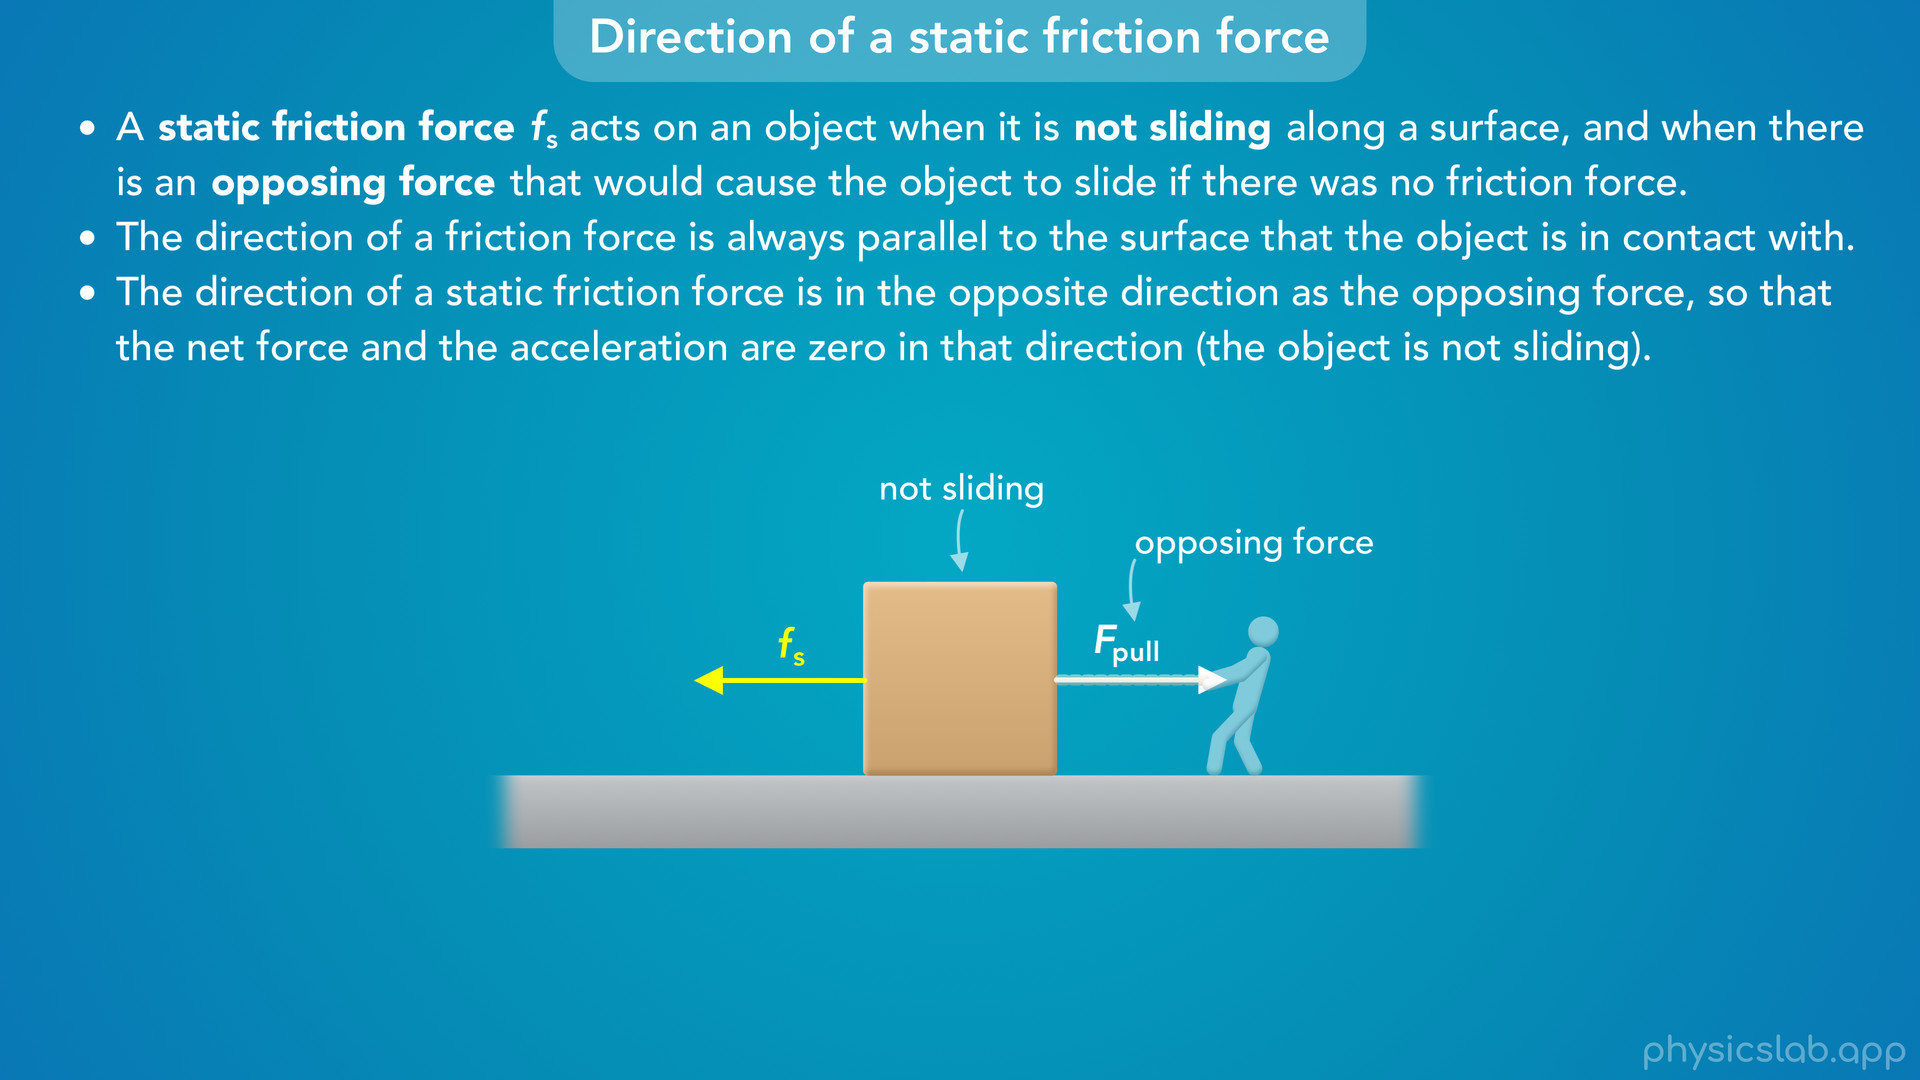 Direction of a static friction force
• A static friction force fs acts on an object when it is not sliding along a surface, and when there
is an opposing force that would cause the object to slide if there was no friction force.
• The direction of a friction force is always parallel to the surface that the object is in contact with.
• The direction of a static friction force is in the opposite direction as the opposing force, so that
the net force and the acceleration are zero in that direction (the object is not sliding).
not sliding
opposing force
fs
Fpull
physicslab.app